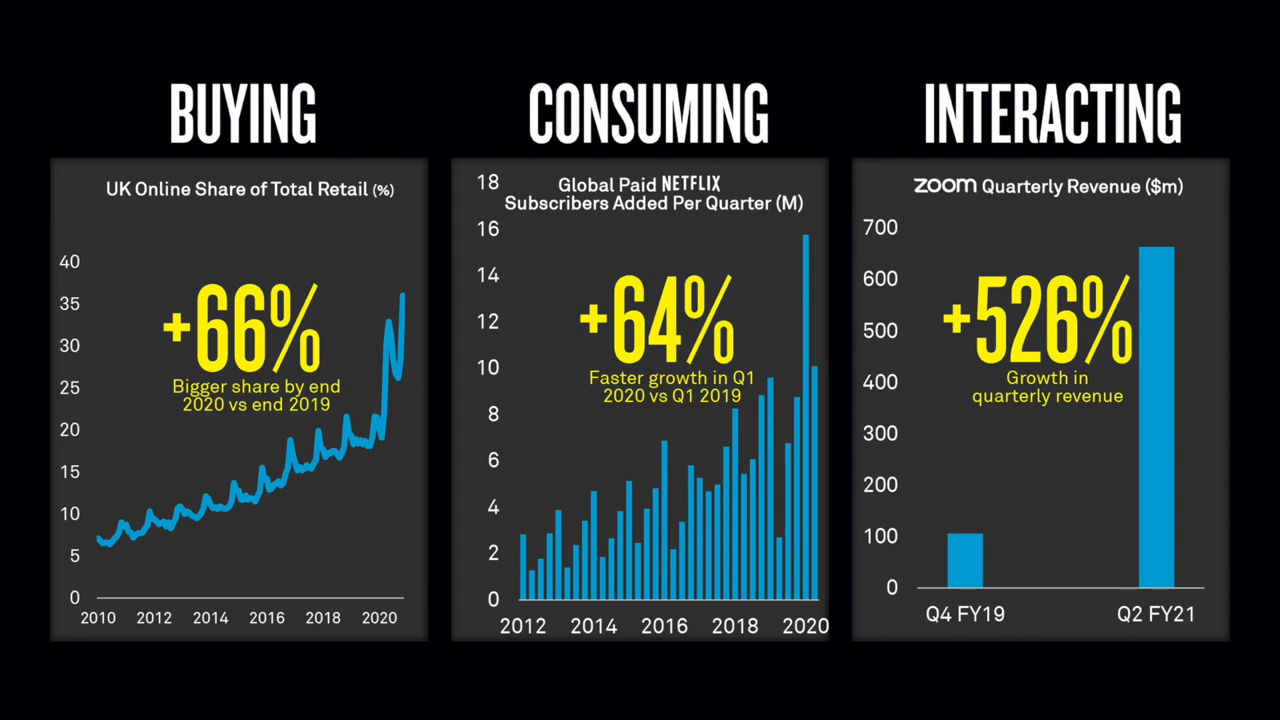 BUYING
UK Online Share of Total Retail (%)
40
35
30
25
20
15
10
5
0
+66%
Bigger share by end
2020 vs end 2019
2010 2012 2014 2016 2018 2020
CONSUMING
Global Paid NETFLIX
Subscribers Added Per Quarter (M)
18
16
14
12
10
8
6
4
2
0
+64%
Faster growth in Q1
2020 vs Q1 2019
2012 2014 2016 2018 2020
INTERACTING
zoom Quarterly Revenue ($m)
700
600
500
400
300
200
100
0
+526%
Growth in
quarterly revenue
Q4 FY19 Q2 FY21